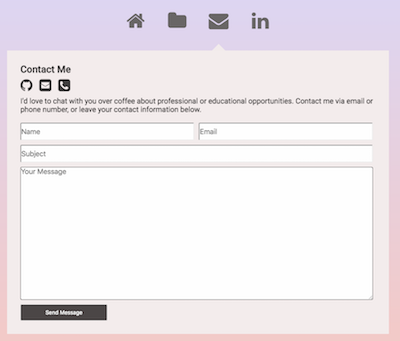 in
Contact Me
I'd love to chat with you over coffee about professional or educational opportunities. Contact me via email or
phone number, or leave your contact information below.
Name Email
Subject
Your Message
Send Message